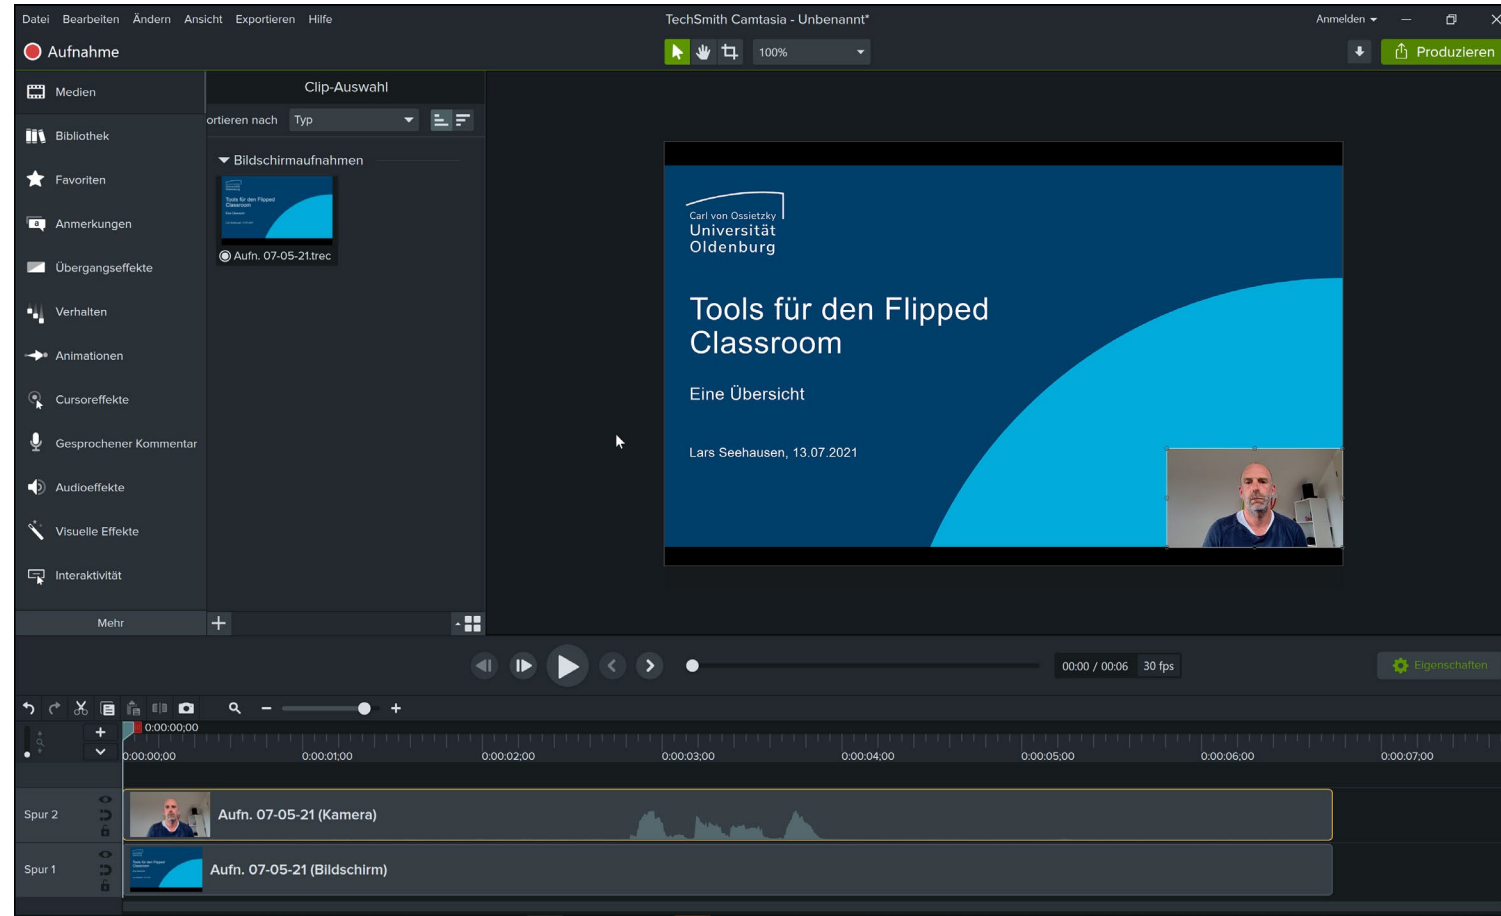 Datei Bearbeiten Ändern Ansicht Exportieren Hilfe
TechSmith Camtasia - Unbenannt*
Anmelden
Aufnahme
100%
Produzieren
Medien
Bibliothek
Favoriten
Anmerkungen
Übergangseffekte
Verhalten
Animationen
Cursoreffekte
Gesprochener Kommentar
Audioeffekte
Visuelle Effekte
Interaktivität
Mehr
Clip-Auswahl
ortieren nach Typ
Bildschirmaufnahmen
Tools für den Flipped
Classroom
Aufn. 07-05-21.trec
Carl von Ossietzky
Universität
Oldenburg
Tools für den Flipped
Classroom
Eine Übersicht
Lars Seehausen, 13.07.2021
00:00 / 00:06 30 fps
Eigenschaften
0:00:00;00
0:00:00;00 0:00:01;00 0:00:02;00 0:00:03;00 0:00:04;00 0:00:05;00 0:00:06;00 0:00:07;00
Spur 2
Aufn. 07-05-21 (Kamera)
Spur 1
Aufn. 07-05-21 (Bildschirm)